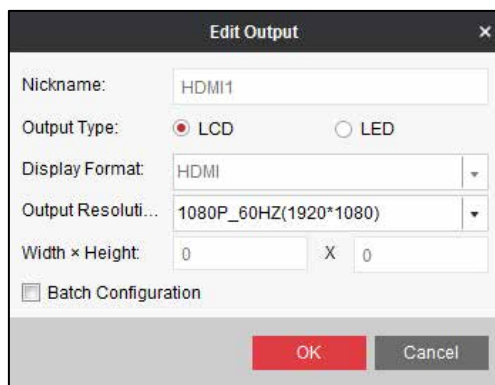 Edit Output ×
Nickname: HDMI1
Output Type: LCD LED
Display Format: HDMI
Output Resoluti... 1080P_60HZ(1920*1080)
Width × Height: 0 X 0
Batch Configuration
OK Cancel